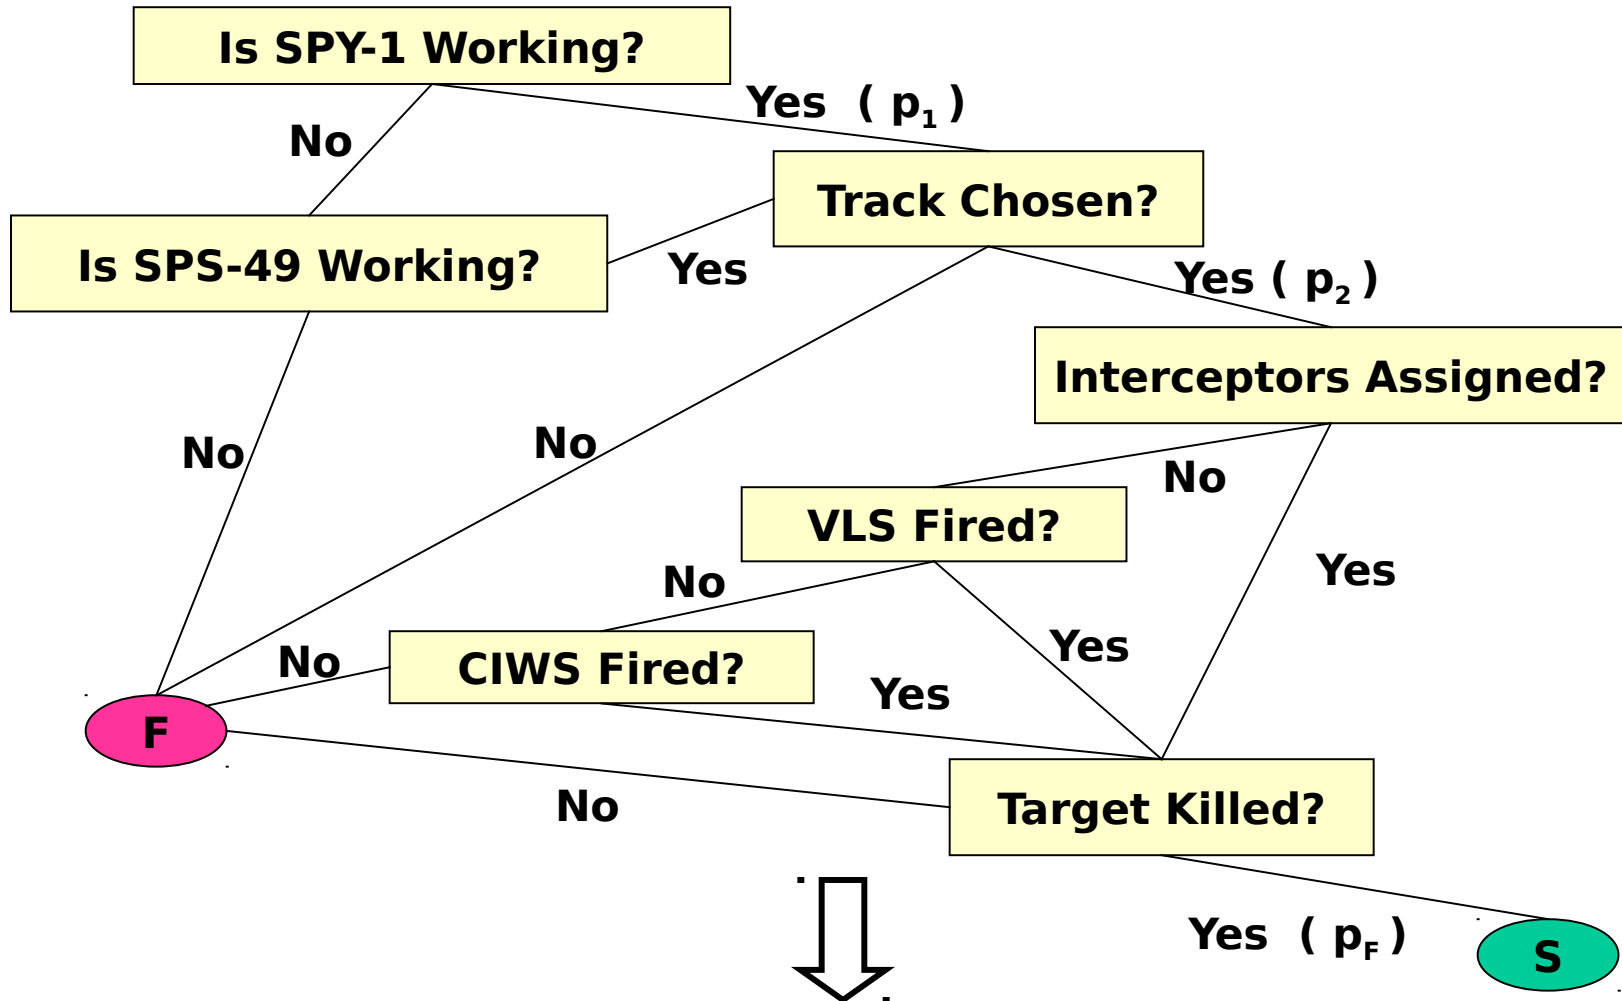 Is SPY-1 Working?
Yes ( p1 )
No
Track Chosen?
Is SPS-49 Working?
Yes
Yes ( p2 )
Interceptors Assigned?
No
No
No
VLS Fired?
Yes
No
Yes
No
CIWS Fired?
Yes
F
No
Target Killed?
Yes ( pF )
S